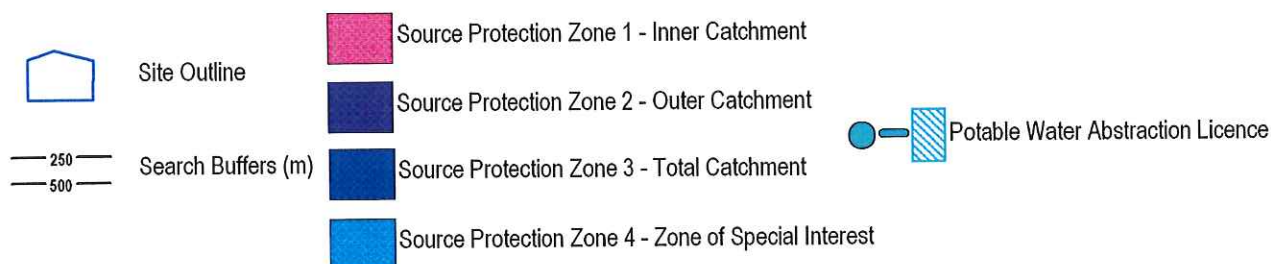 Site Outline
250
500
Search Buffers (m)
Source Protection Zone 1 - Inner Catchment
Source Protection Zone 2 - Outer Catchment
Source Protection Zone 3 - Total Catchment
Source Protection Zone 4 - Zone of Special Interest
Potable Water Abstraction Licence